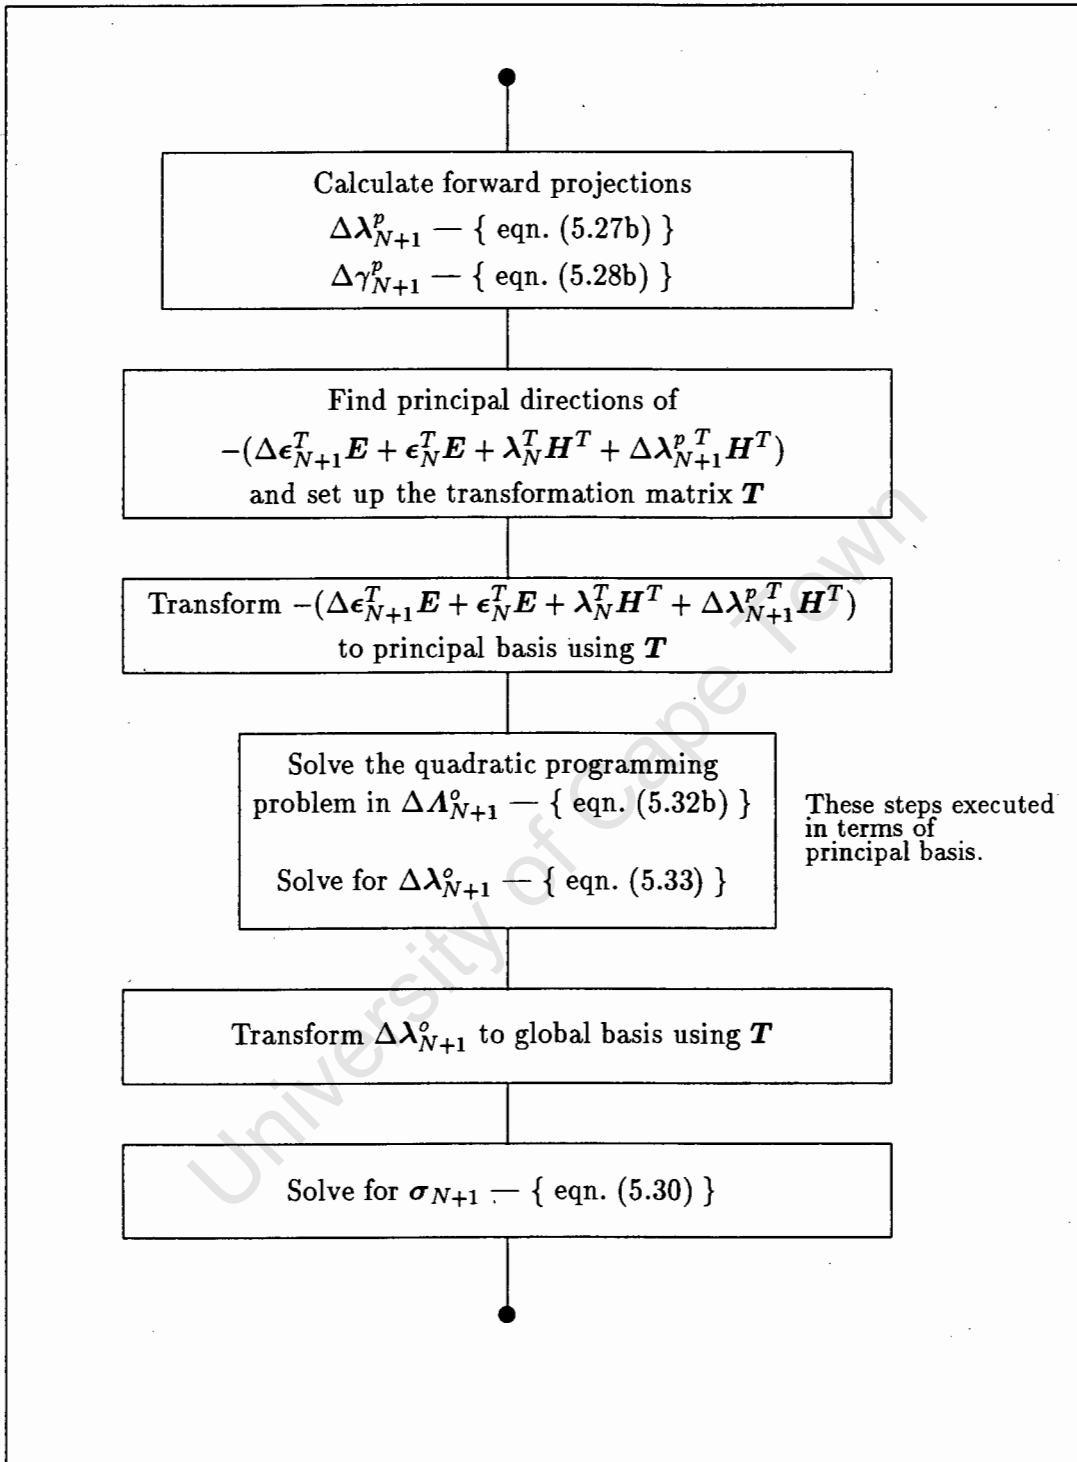 Calculate forward projections
Δλ^p_{N+1} — { eqn. (5.27b) }
Δγ^p_{N+1} — { eqn. (5.28b) }
Find principal directions of
−(Δϵ^T_{N+1}E + ϵ^T_N E + λ^T_N H^T + Δλ^{p T}_{N+1} H^T)
and set up the transformation matrix T
Transform −(Δϵ^T_{N+1}E + ϵ^T_N E + λ^T_N H^T + Δλ^{p T}_{N+1} H^T)
to principal basis using T
Solve the quadratic programming
problem in ΔΛ^o_{N+1} — { eqn. (5.32b) }
Solve for Δλ^o_{N+1} — { eqn. (5.33) }
These steps executed
in terms of
principal basis.
Transform Δλ^o_{N+1} to global basis using T
Solve for σ_{N+1} — { eqn. (5.30) }
University of Cape Town